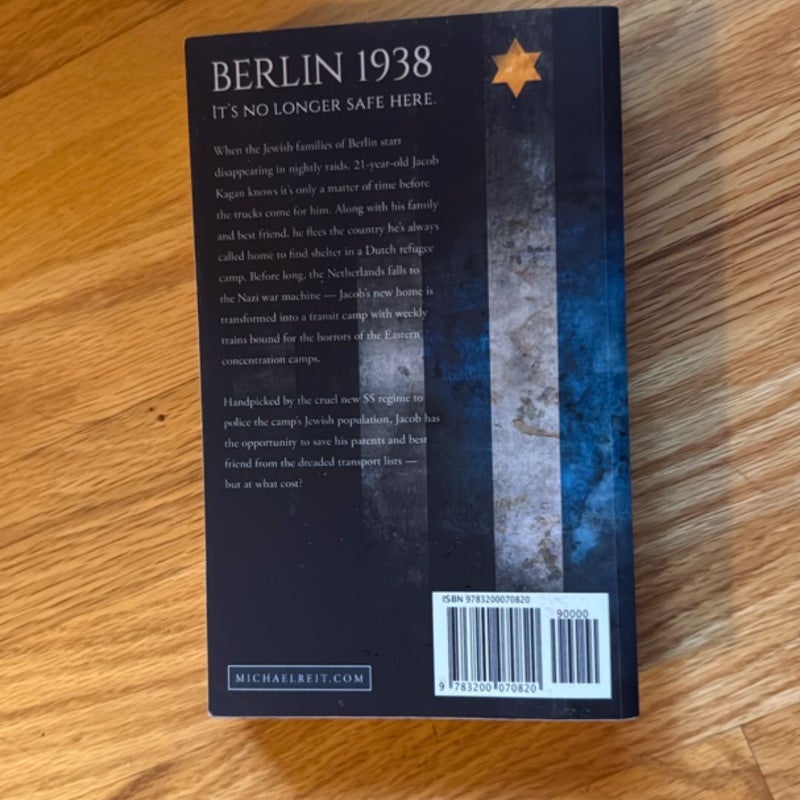 BERLIN 1938
IT'S NO LONGER SAFE HERE.
When the Jewish families of Berlin start
disappearing in nightly raids, 21-year-old Jacob
Kagan knows it's only a matter of time before
the trucks come for him. Along with his family
and best friend, he flees the country he's always
called home to find shelter in a Dutch refugee
camp. Before long, the Netherlands falls to
the Nazi war machine — Jacob's new home is
transformed into a transit camp with weekly
trains bound for the horrors of the Eastern
concentration camps.
Handpicked by the cruel new SS regime to
police the camp's Jewish population, Jacob has
the opportunity to save his parents and best
friend from the dreaded transport lists —
but at what cost?
MICHAELREIT.COM
ISBN 9783200070820
90000
9 783200 070820